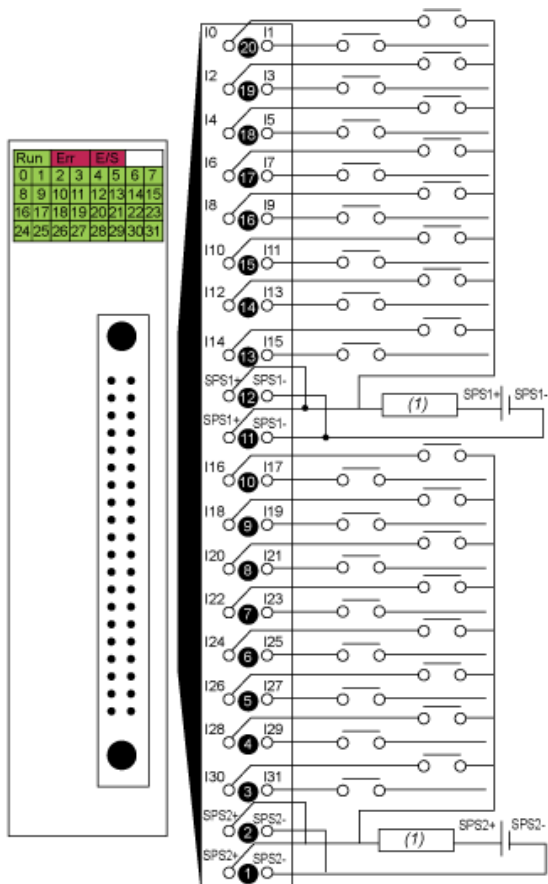 Run Err E/S
0 1 2 3 4 5 6 7
8 9 10 11 12 13 14 15
16 17 18 19 20 21 22 23
24 25 26 27 28 29 30 31
I0 20 I1
I2 19 I3
I4 18 I5
I6 17 I7
I8 16 I9
I10 15 I11
I12 14 I13
I14 13 I15
SPS1+ 12 SPS1-
SPS1+ 11 SPS1-
(1) SPS1+ SPS1-
I16 10 I17
I18 9 I19
I20 8 I21
I22 7 I23
I24 6 I25
I26 5 I27
I28 4 I29
I30 3 I31
SPS2+ 2 SPS2-
SPS2+ 1 SPS2-
(1) SPS2+ SPS2-